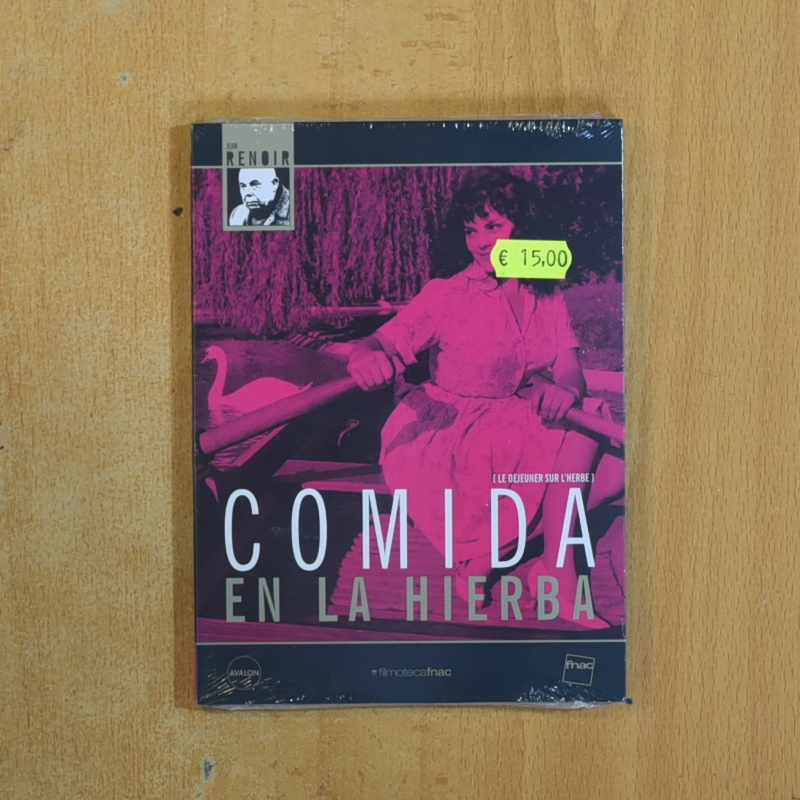 JEAN
RENOIR
€ 15,00
[ LE DEJEUNER SUR L'HERBE ]
COMIDA
EN LA HIERBA
AVALON
filmotecafnac
fnac